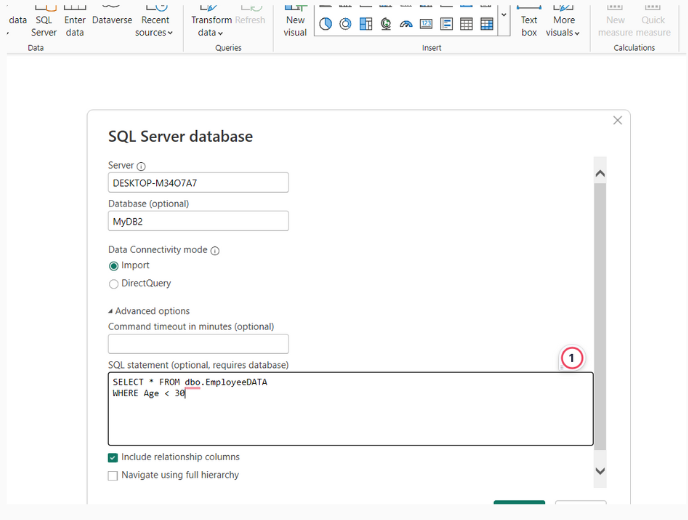 data SQL Enter Dataverse Recent Transform Refresh New Text More New Quick
Server data sources data visual box visuals measure measure
Data Queries Insert Calculations
SQL Server database
Server
DESKTOP-M34O7A7
Database (optional)
MyDB2
Data Connectivity mode
Import
DirectQuery
Advanced options
Command timeout in minutes (optional)
1
SQL statement (optional, requires database)
SELECT * FROM dbo.EmployeeDATA
WHERE Age < 30
Include relationship columns
Navigate using full hierarchy